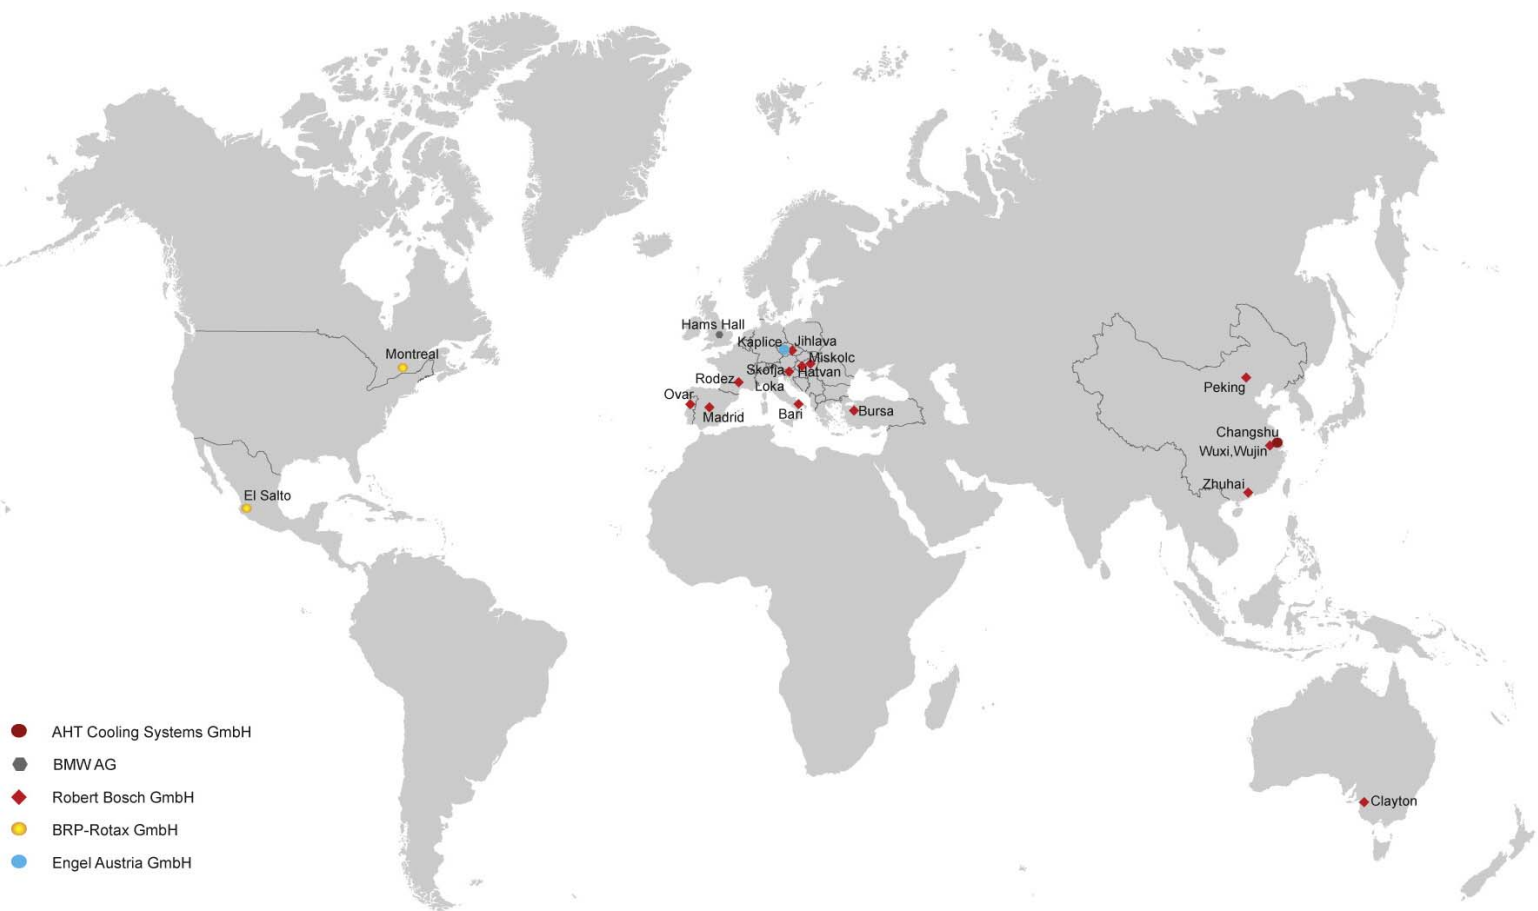 Hams Hall
Kaplice
Jihlava
Montreal
Miskolc
Skofja
Loka
Hatvan
Rodez
Peking
Ovar
Madrid
Bari
Bursa
Changshu
Wuxi,Wujin
Zhuhai
El Salto
AHT Cooling Systems GmbH
BMW AG
Robert Bosch GmbH
Clayton
BRP-Rotax GmbH
Engel Austria GmbH